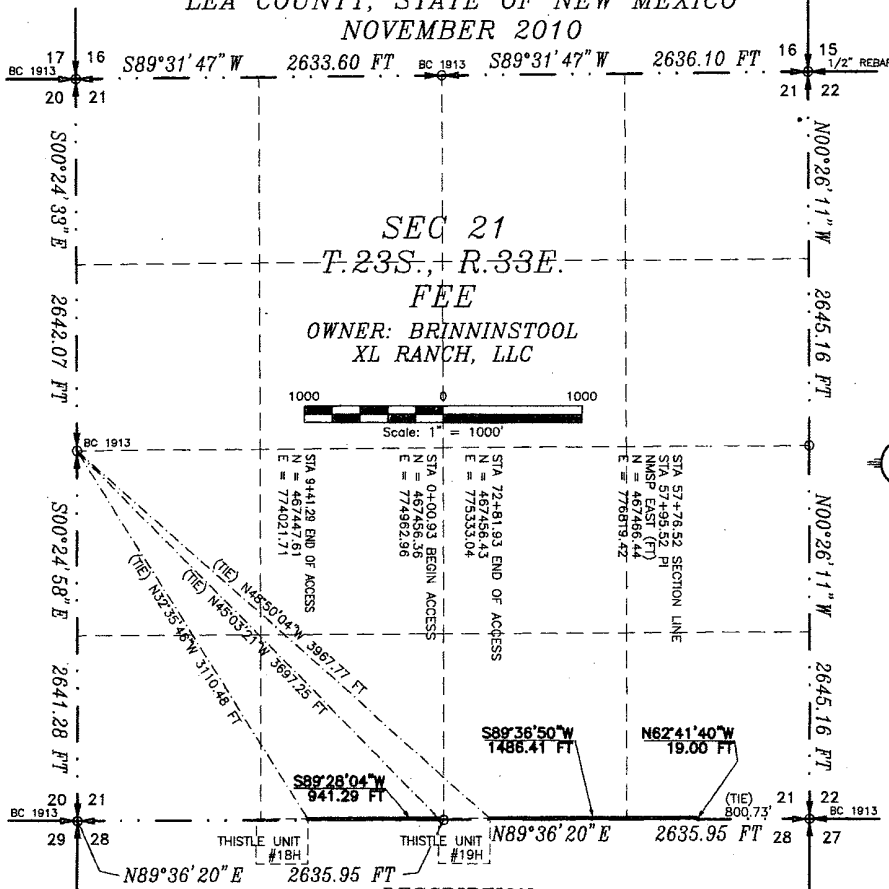 LEA COUNTY, STATE OF NEW MEXICO
NOVEMBER 2010
17 16
BC 1913
20 21
S89°31'47"W 2633.60 FT
BC 1913
S89°31'47"W 2636.10 FT
16 15
1/2" REBAR
21 22
S00°24'33"E 2642.07 FT
N00°26'11"W 2645.16 FT
SEC 21
T.23S., R.33E.
FEE
OWNER: BRINNINSTOOL
XL RANCH, LLC
1000 0 1000
Scale: 1" = 1000'
BC 1913
STA 9+41.29 END OF ACCESS
N = 467447.61
E = 774021.71
STA 0+00.93 BEGIN ACCESS
N = 467456.36
E = 774962.96
STA 72+81.93 END OF ACCESS
N = 467456.43
E = 775333.04
STA 57+76.52 SECTION LINE
STA 57+95.52 PI
NMSP EAST (FT)
N = 467466.44
E = 776819.42
S00°24'58"E 2641.28 FT
N00°26'11"W 2645.16 FT
(TIE) N48°50'04"W 3967.77 FT
(TIE) N45°03'21"W 3697.25 FT
(TIE) N32°35'46"W 3110.48 FT
S89°36'50"W
1486.41 FT
N62°41'40"W
19.00 FT
S89°28'04"W
941.29 FT
(TIE)
800.73'
20 21
BC 1913
29 28
21 22
BC 1913
28 27
THISTLE UNIT
#18H
THISTLE UNIT
#19H
N89°36'20"E 2635.95 FT
N89°36'20"E 2635.95 FT
DESCRIPTION